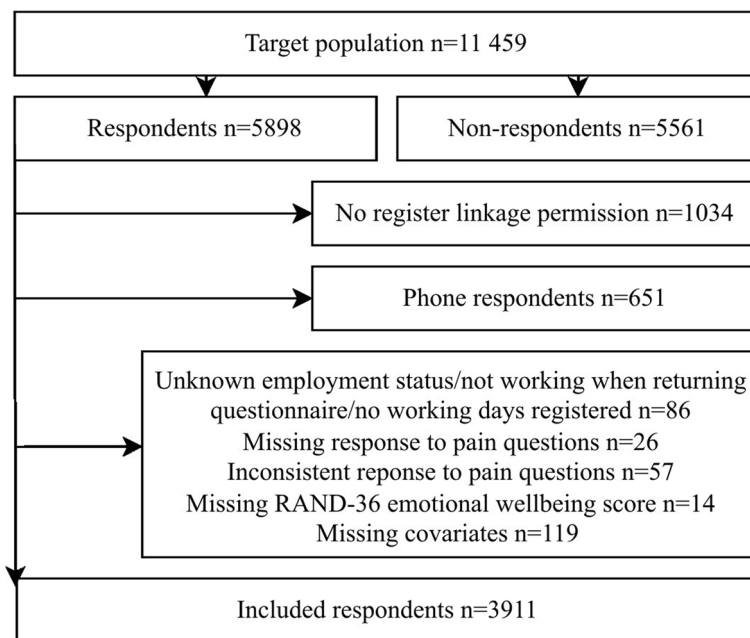 Target population n=11 459
Respondents n=5898
Non-respondents n=5561
No register linkage permission n=1034
Phone respondents n=651
Unknown employment status/not working when returning
questionnaire/no working days registered n=86
Missing response to pain questions n=26
Inconsistent reponse to pain questions n=57
Missing RAND-36 emotional wellbeing score n=14
Missing covariates n=119
Included respondents n=3911